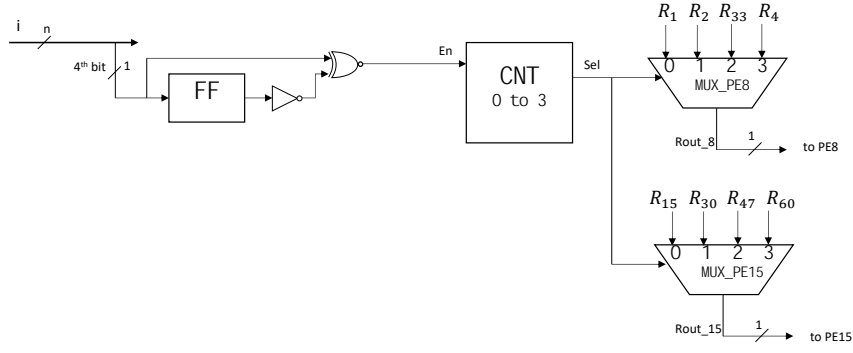 i
n
4th bit
1
FF
En
CNT
0 to 3
Sel
R1 R2 R33 R4
0 1 2 3
MUX_PE8
Rout_8
1
to PE8
R15 R30 R47 R60
0 1 2 3
MUX_PE15
Rout_15
1
to PE15